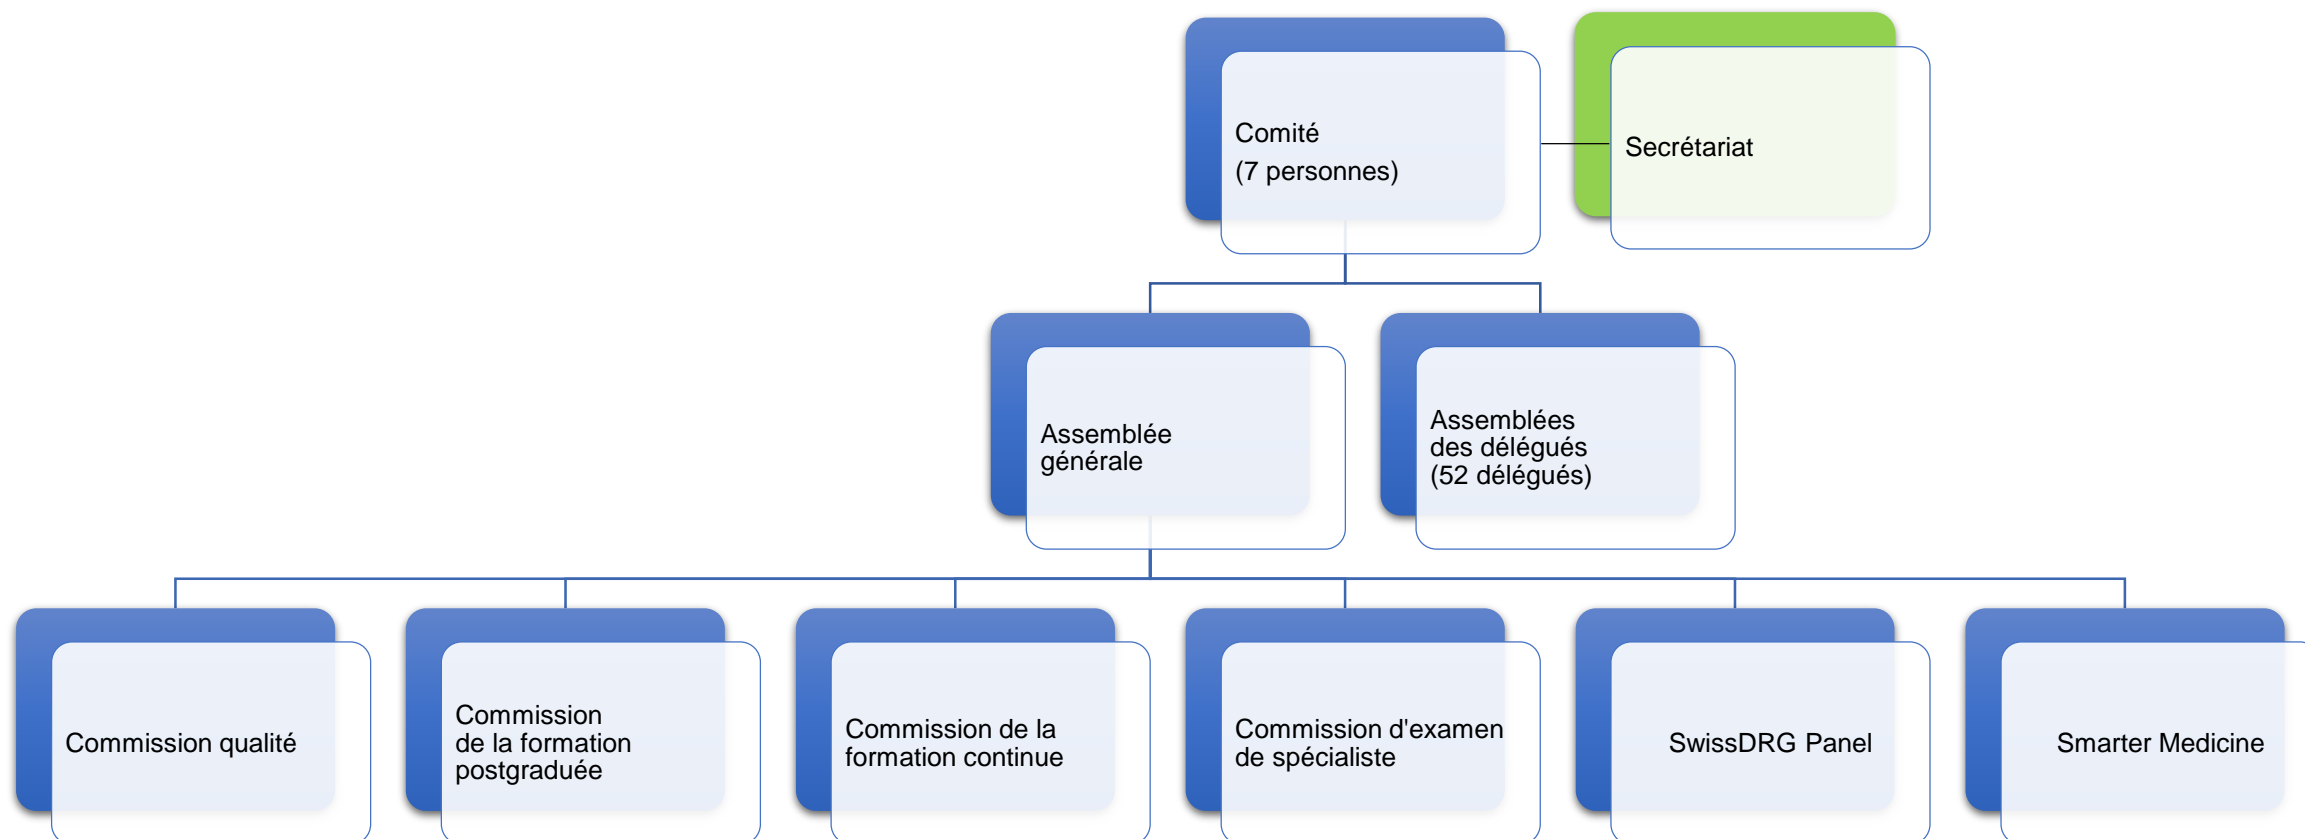 Comité
(7 personnes)
Secrétariat
Assemblée
générale
Assemblées
des délégués
(52 délégués)
Commission qualité
Commission
de la formation
postgraduée
Commission de la
formation continue
Commission d'examen
de spécialiste
SwissDRG Panel
Smarter Medicine